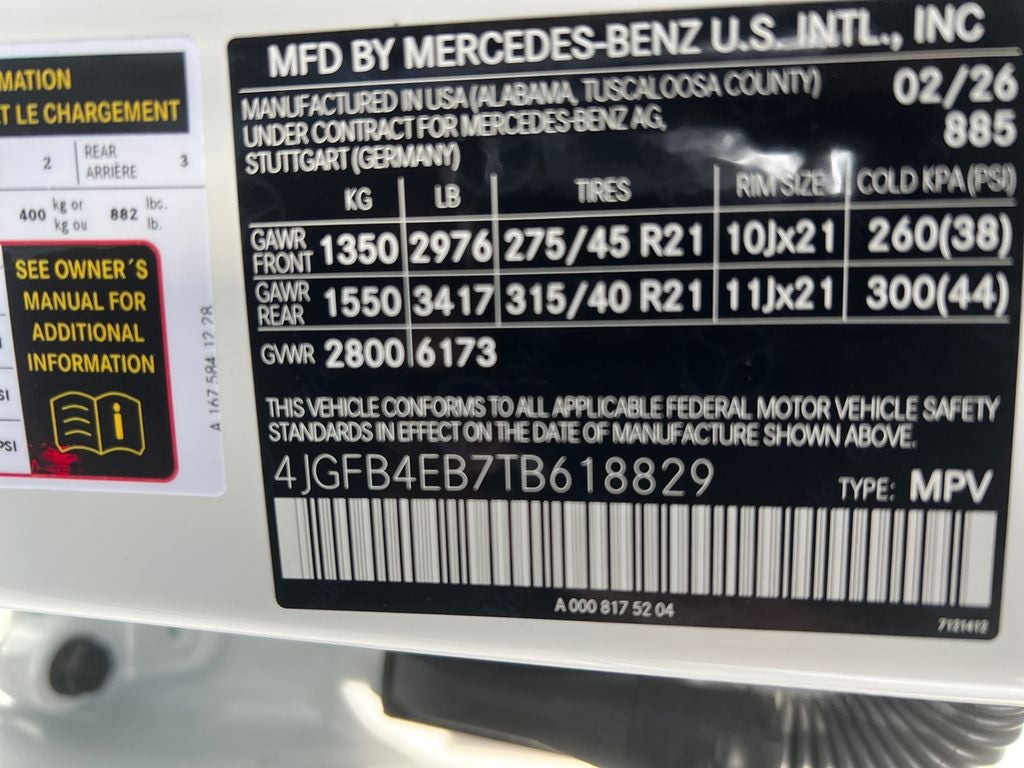 MATION
ET LE CHARGEMENT
2 REAR ARRIÈRE 3
400 kg or kg ou 882 lbs. lb.
SEE OWNER´S
MANUAL FOR
ADDITIONAL
INFORMATION
i
SI
PSI
A 167 584 12 28
MFD BY MERCEDES-BENZ U.S. INTL., INC
MANUFACTURED IN USA (ALABAMA, TUSCALOOSA COUNTY) 02/26
UNDER CONTRACT FOR MERCEDES-BENZ AG, 885
STUTTGART (GERMANY)
KG LB TIRES RIM SIZE COLD KPA (PSI)
GAWR FRONT 1350 2976 275/45 R21 10Jx21 260(38)
GAWR REAR 1550 3417 315/40 R21 11Jx21 300(44)
GVWR 2800 6173
THIS VEHICLE CONFORMS TO ALL APPLICABLE FEDERAL MOTOR VEHICLE SAFETY
STANDARDS IN EFFECT ON THE DATE OF MANUFACTURE SHOWN ABOVE.
4JGFB4EB7TB618829 TYPE: MPV
A 000 817 52 04
7121412